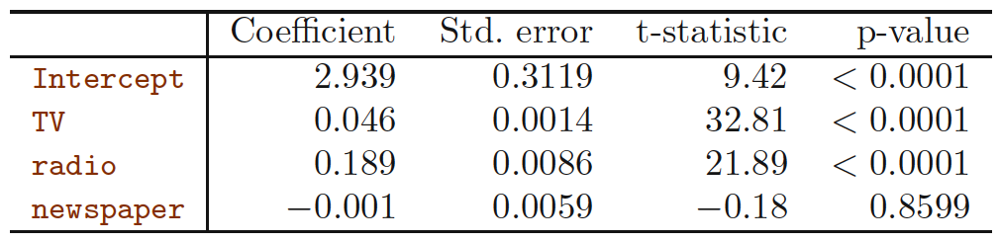 Coefficient Std. error t-statistic p-value
Intercept 2.939 0.3119 9.42 < 0.0001
TV 0.046 0.0014 32.81 < 0.0001
radio 0.189 0.0086 21.89 < 0.0001
newspaper −0.001 0.0059 −0.18 0.8599